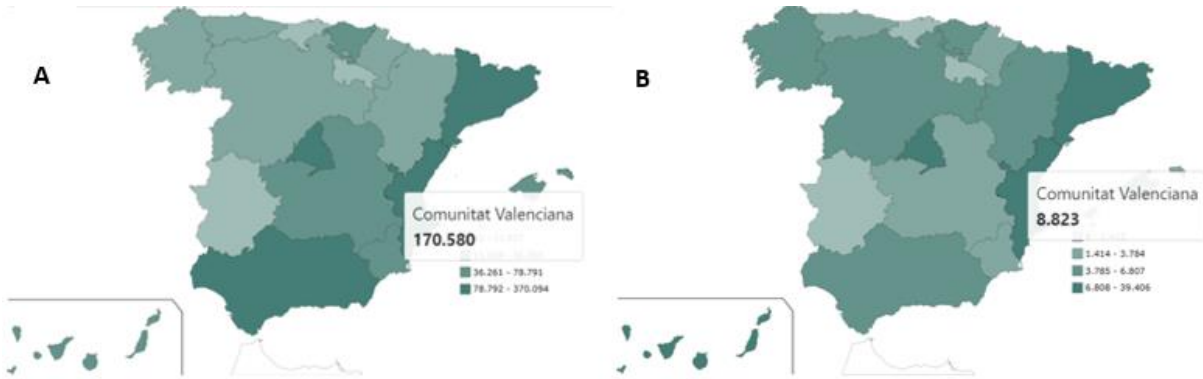 A
Comunitat Valenciana
170.580
36.261 - 78.791
78.792 - 370.094
B
Comunitat Valenciana
8.823
1.414 - 3.784
3.785 - 6.807
6.808 - 39.406